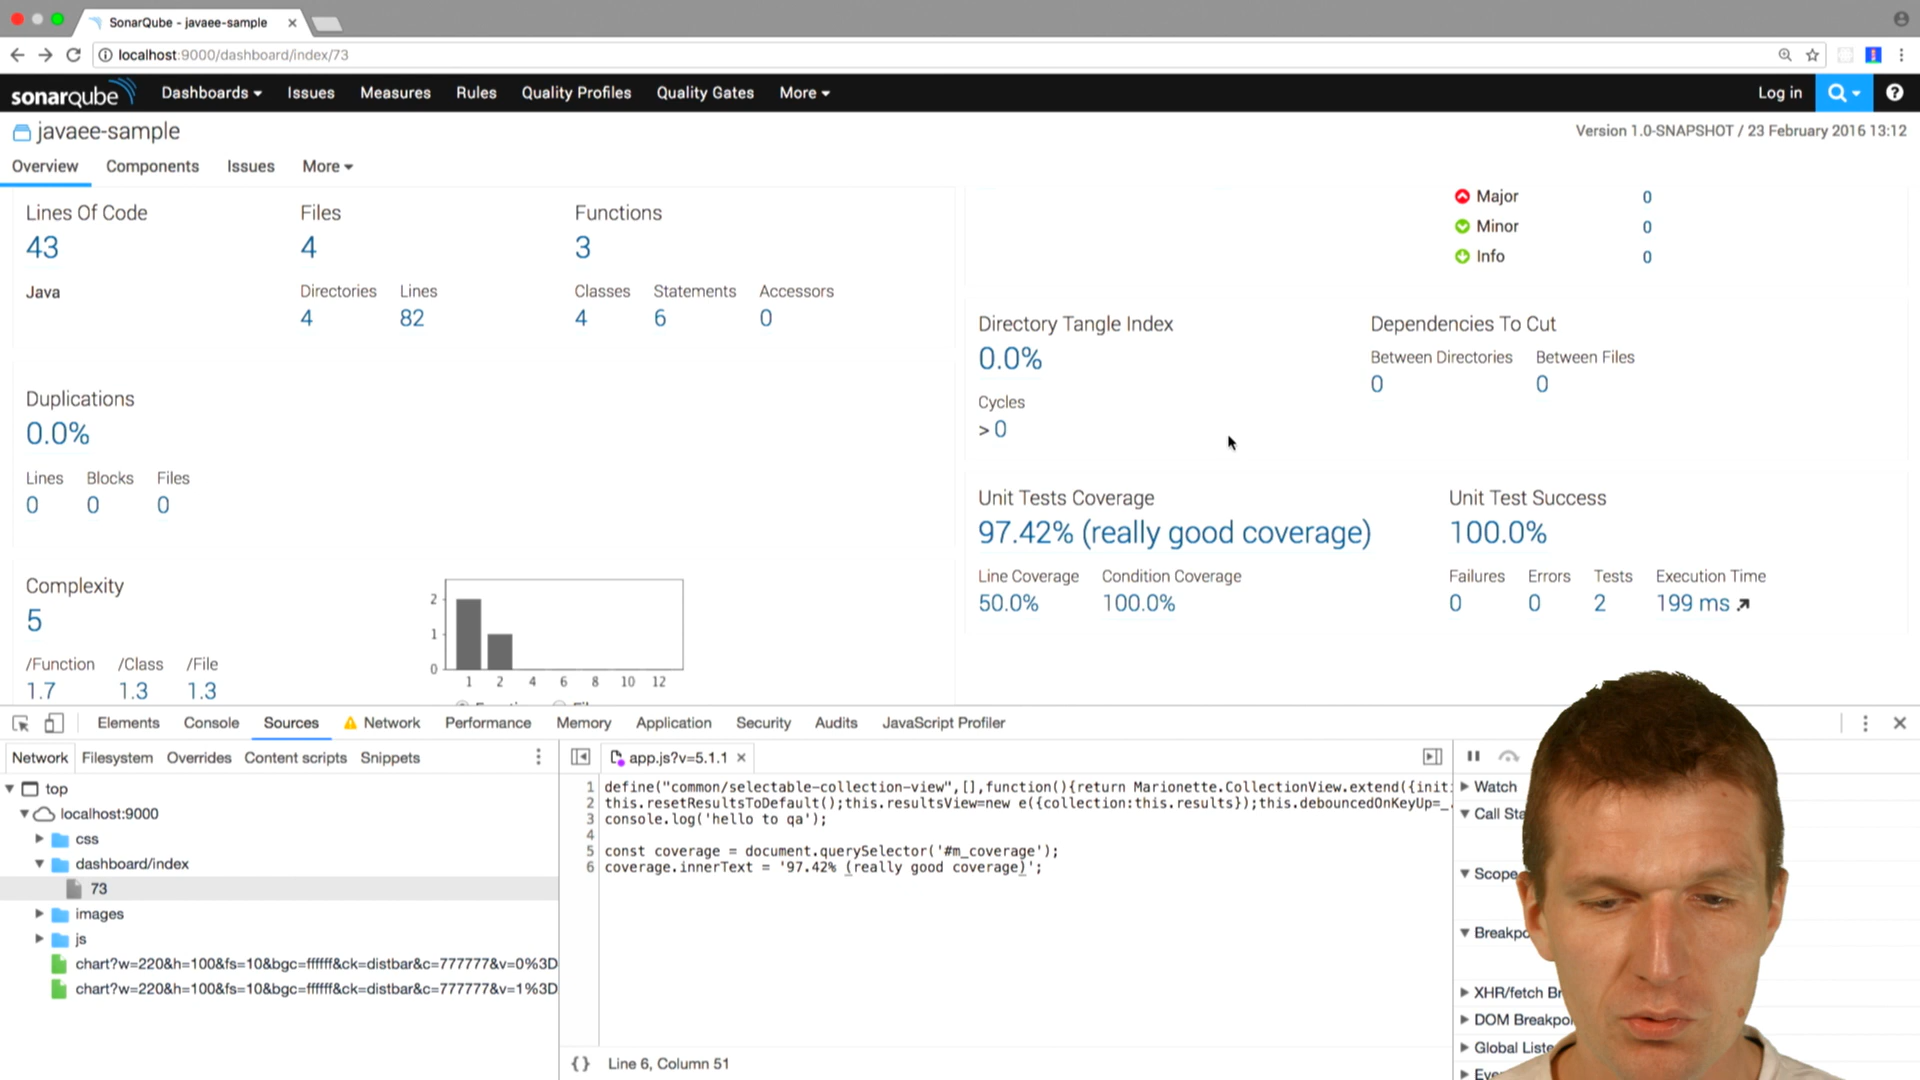 SonarQube - javaee-sample
localhost:9000/dashboard/index/73
sonarqube Dashboards Issues Measures Rules Quality Profiles Quality Gates More Log in
javaee-sample
Version 1.0-SNAPSHOT / 23 February 2016 13:12
Overview Components Issues More
Lines Of Code Files Functions
43 4 3
Java
Directories Lines Classes Statements Accessors
4 82 4 6 0
Major 0
Minor 0
Info 0
Directory Tangle Index
0.0%
Cycles
> 0
Dependencies To Cut
Between Directories Between Files
0 0
Duplications
0.0%
Lines Blocks Files
0 0 0
Unit Tests Coverage
97.42% (really good coverage)
Line Coverage Condition Coverage
50.0% 100.0%
Unit Test Success
100.0%
Failures Errors Tests Execution Time
0 0 2 199 ms
Complexity
5
/Function /Class /File
1.7 1.3 1.3
2
1
0
1 2 4 6 8 10 12
Elements Console Sources Network Performance Memory Application Security Audits JavaScript Profiler
Network Filesystem Overrides Content scripts Snippets
top
localhost:9000
css
dashboard/index
73
images
js
chart?w=220&h=100&fs=10&bgc=ffffff&ck=distbar&c=777777&v=0%3D
chart?w=220&h=100&fs=10&bgc=ffffff&ck=distbar&c=777777&v=1%3D
app.js?v=5.1.1
1 define("common/selectable-collection-view",[],function(){return Marionette.CollectionView.extend({init:
2 this.resetResultsToDefault();this.resultsView=new e({collection:this.results});this.debouncedOnKeyUp=_.
3 console.log('hello to qa');
4
5 const coverage = document.querySelector('#m_coverage');
6 coverage.innerText = '97.42% (really good coverage)';
{} Line 6, Column 51
Watch
Call Sta
Scope
Breakpo
XHR/fetch Br
DOM Breakpoi
Global Liste
Eve